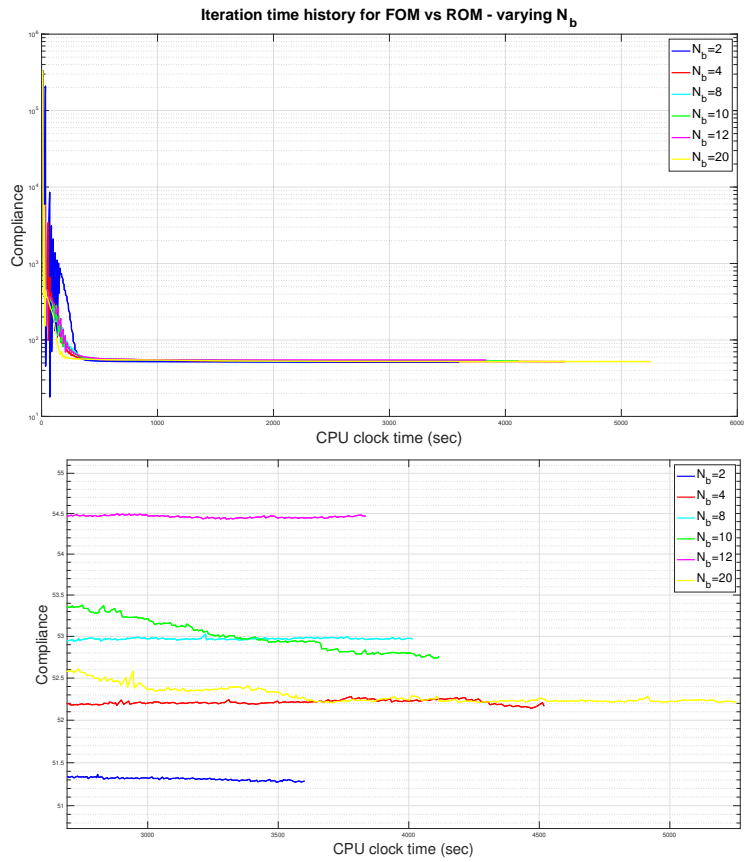 Iteration time history for FOM vs ROM - varying N_b
10^6
10^5
10^4
10^3
10^2
10^1
Compliance
N_b=2
N_b=4
N_b=8
N_b=10
N_b=12
N_b=20
0 1000 2000 3000 4000 5000 6000
CPU clock time (sec)
55
54.5
54
53.5
53
52.5
52
51.5
51
Compliance
N_b=2
N_b=4
N_b=8
N_b=10
N_b=12
N_b=20
3000 3500 4000 4500 5000
CPU clock time (sec)